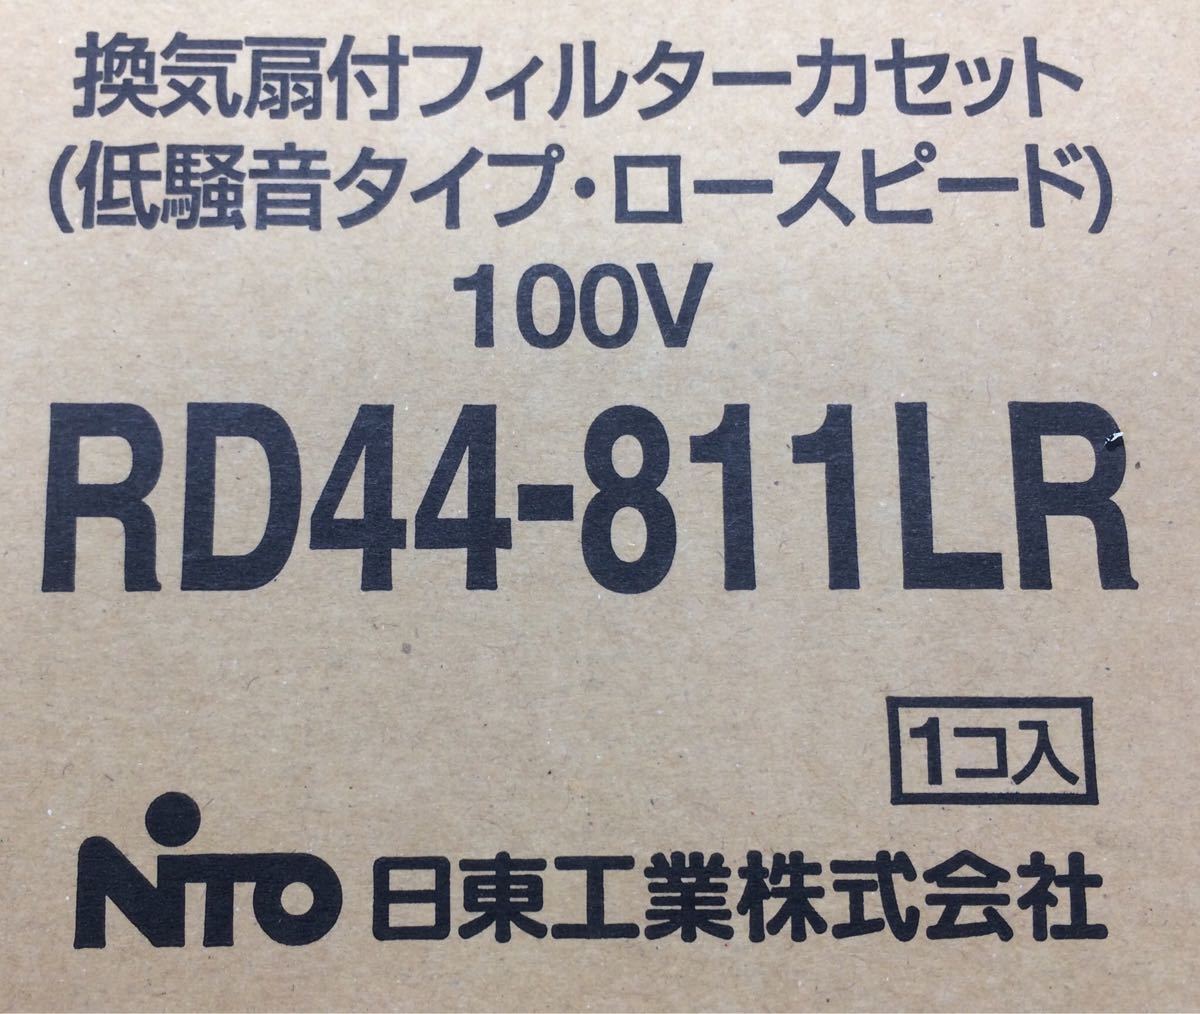 換気扇付フィルターカセット
(低騒音タイプ・ロースピード)
100V
RD44-811LR
1コ入
NITO 日東工業株式会社